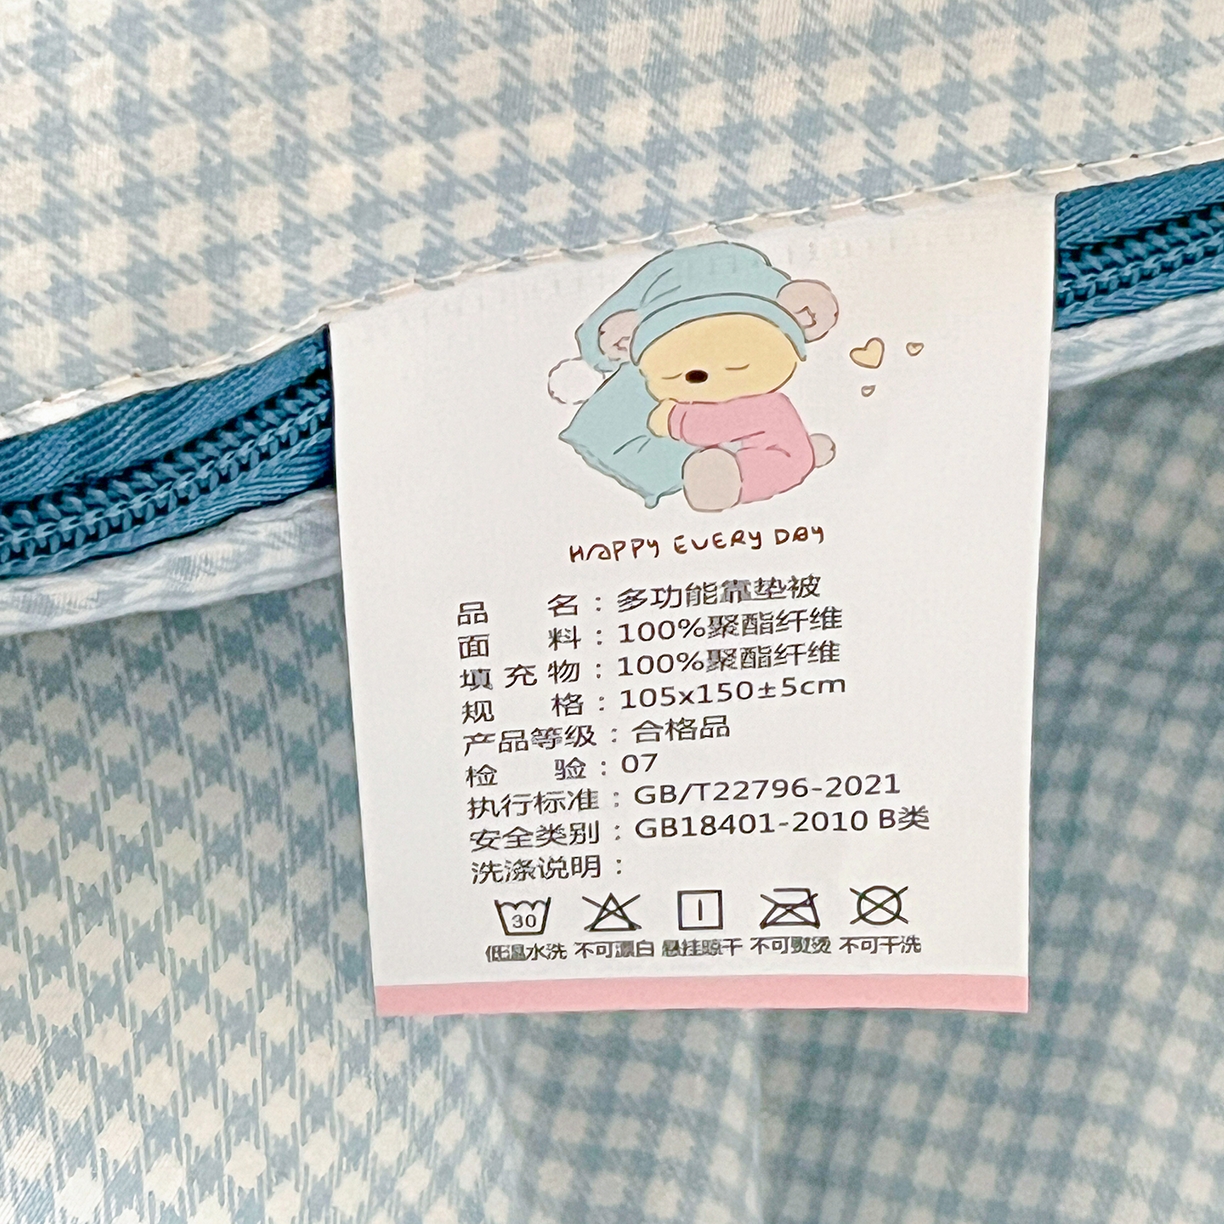 HAPPY EVERY DAY
品 名：多功能靠垫被
面 料：100%聚酯纤维
填充物：100%聚酯纤维
规 格：105x150±5cm
产品等级：合格品
检 验：07
执行标准：GB/T22796-2021
安全类别：GB18401-2010 B类
洗涤说明：
30
低温水洗 不可漂白 悬挂晾干 不可熨烫 不可干洗